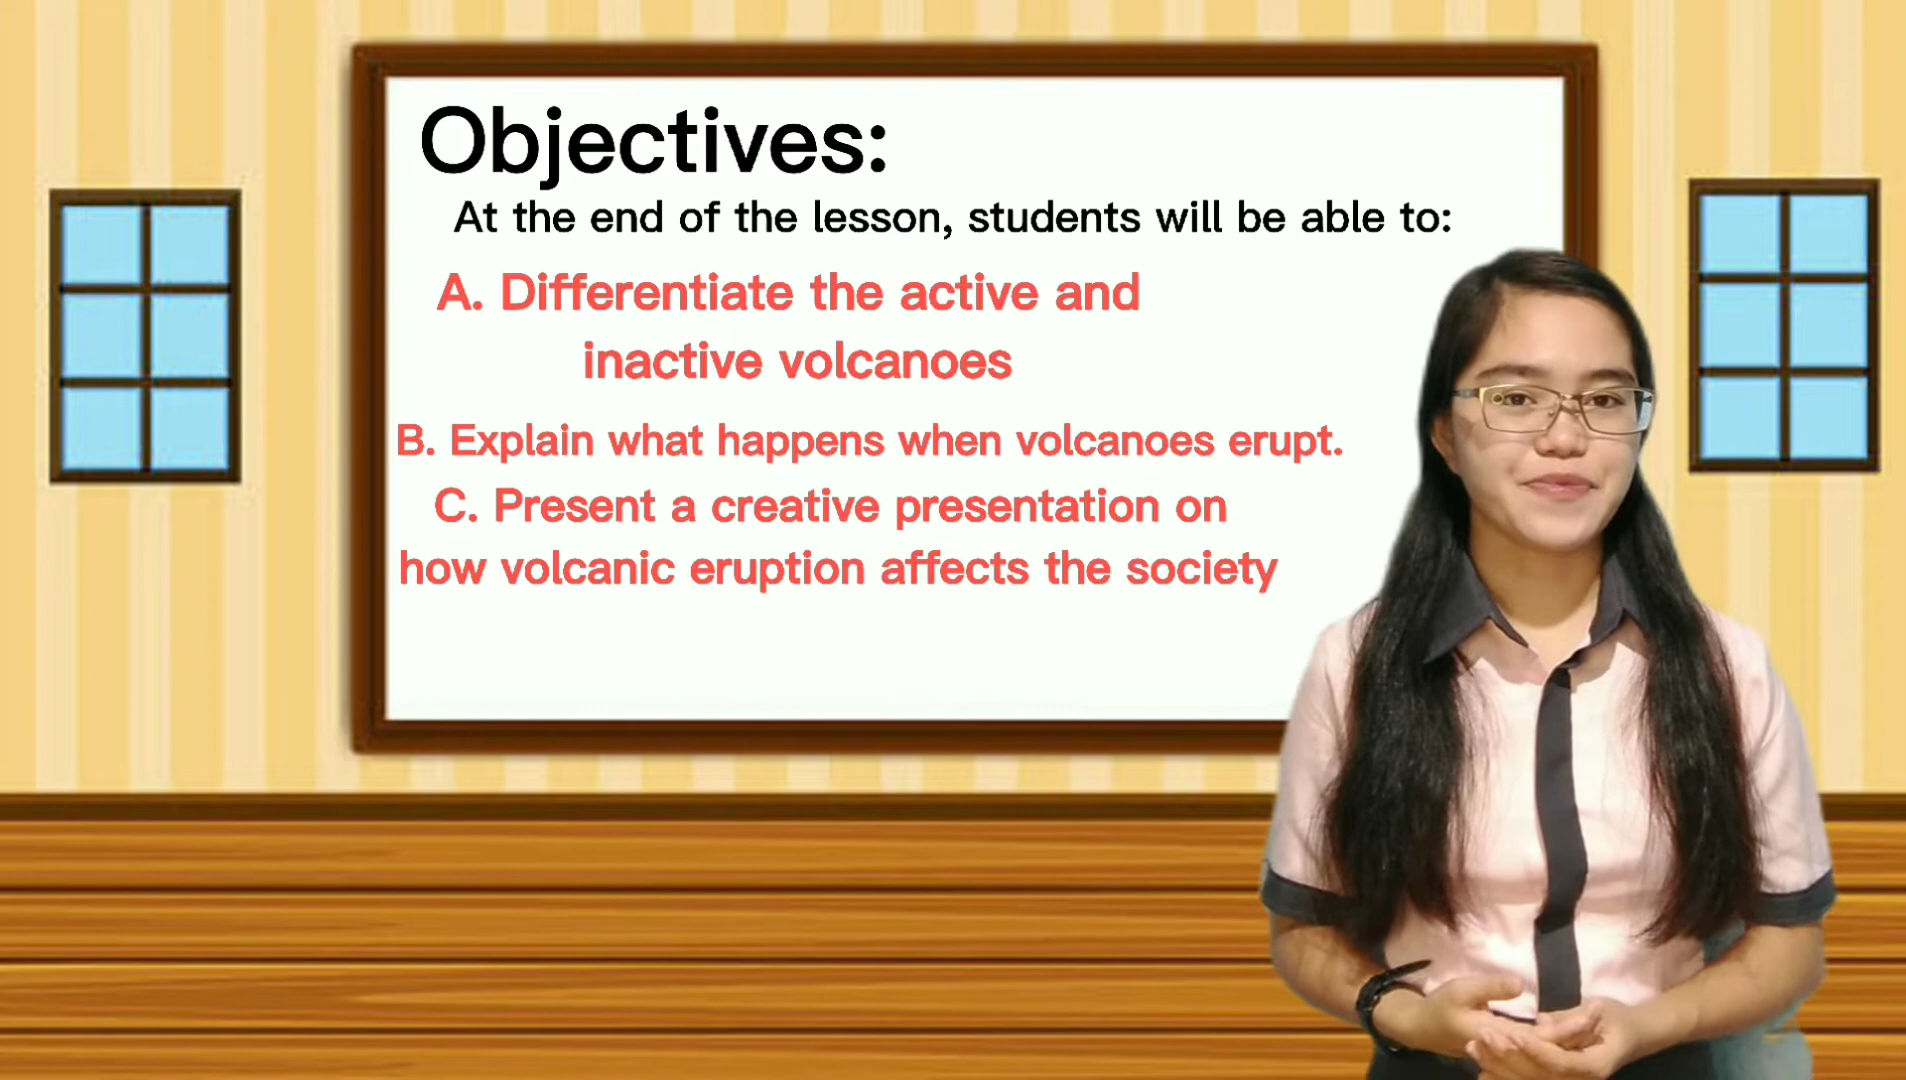 Objectives:
At the end of the lesson, students will be able to:
A. Differentiate the active and
inactive volcanoes
B. Explain what happens when volcanoes erupt.
C. Present a creative presentation on
how volcanic eruption affects the society